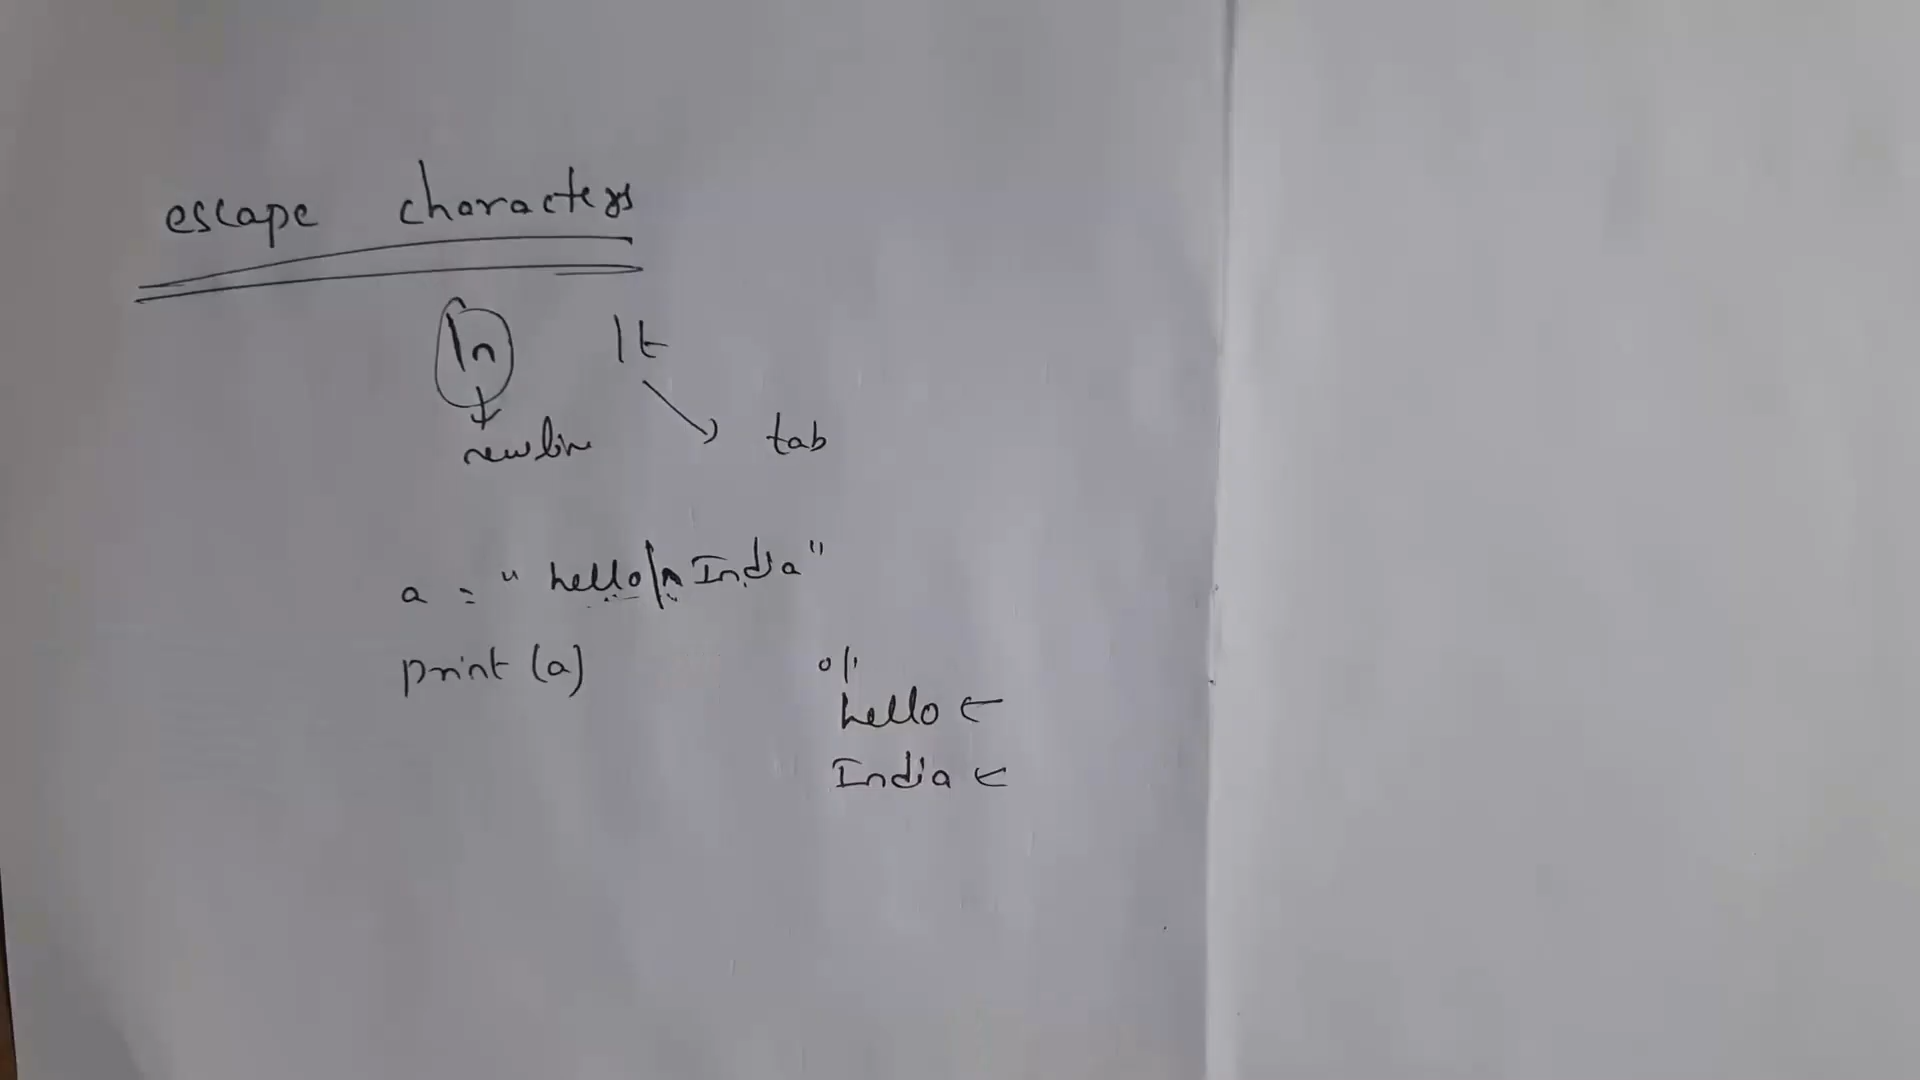 escape characters
\n \t
newline tab
a = "hello\n India"
print (a)
o/p
hello ←
India ←